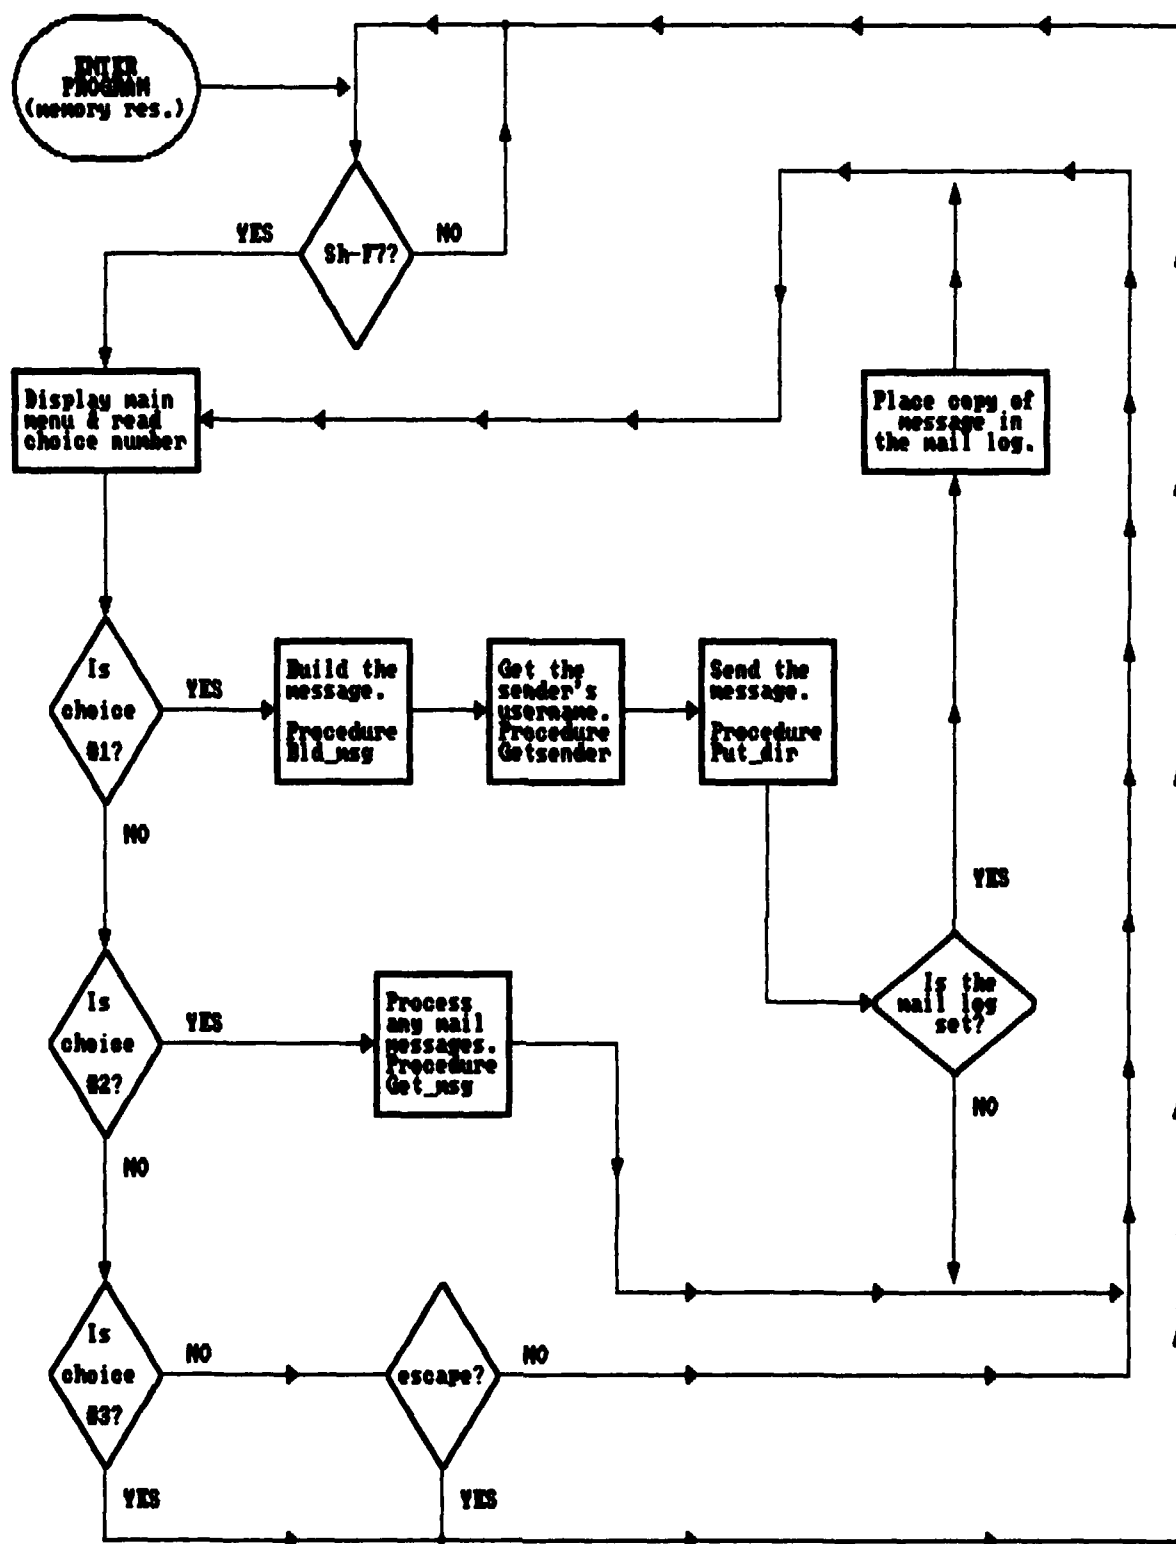 ENTER
PROGRAM
(memory res.)
YES
Sh-F7?
NO
Display main
menu & read
choice number
Place copy of
message in
the mail log.
Is
choice
#1?
YES
Build the
message.
Procedure
Bld_msg
Get the
sender's
username.
Procedure
Getsender
Send the
message.
Procedure
Put_dir
NO
YES
Is the
mail log
set?
NO
Is
choice
#2?
YES
Process
any mail
messages.
Procedure
Get_msg
NO
Is
choice
#3?
NO
escape?
NO
YES
YES